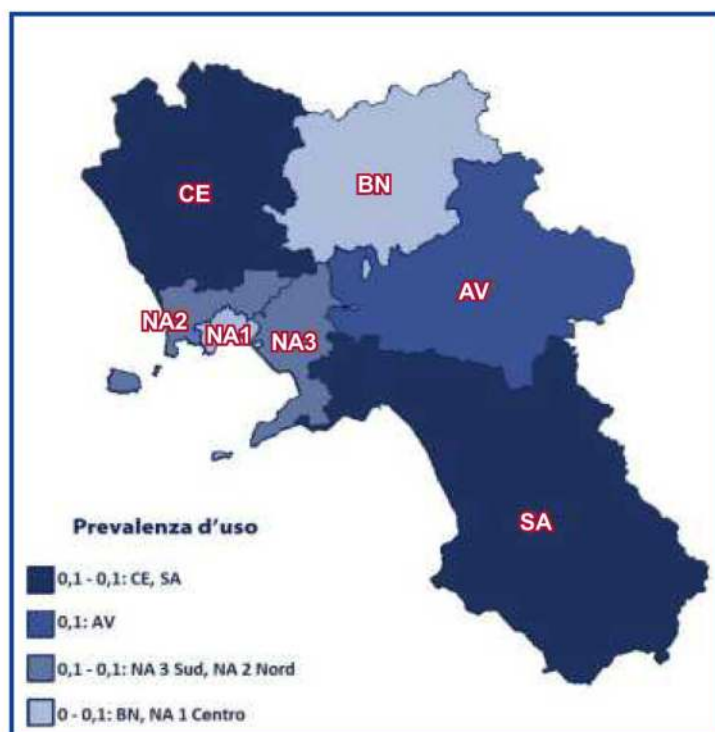 CE
BN
AV
NA2
NA1
NA3
SA
Prevalenza d'uso
0,1 - 0,1: CE, SA
0,1: AV
0,1 - 0,1: NA 3 Sud, NA 2 Nord
0 - 0,1: BN, NA 1 Centro